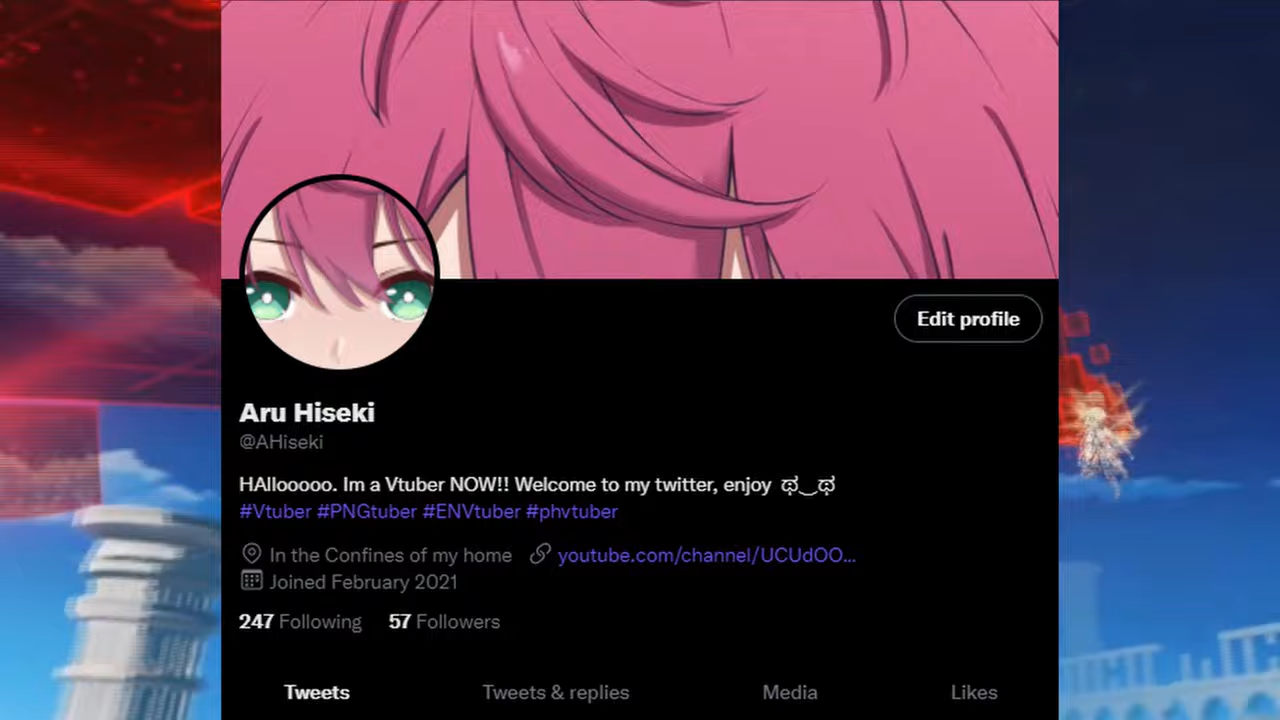 Edit profile
Aru Hiseki
@AHiseki
HAllooooo. Im a Vtuber NOW!! Welcome to my twitter, enjoy ಥ‿ಥ
#Vtuber #PNGtuber #ENVtuber #phvtuber
In the Confines of my home youtube.com/channel/UCUdOO...
Joined February 2021
247 Following 57 Followers
Tweets Tweets & replies Media Likes